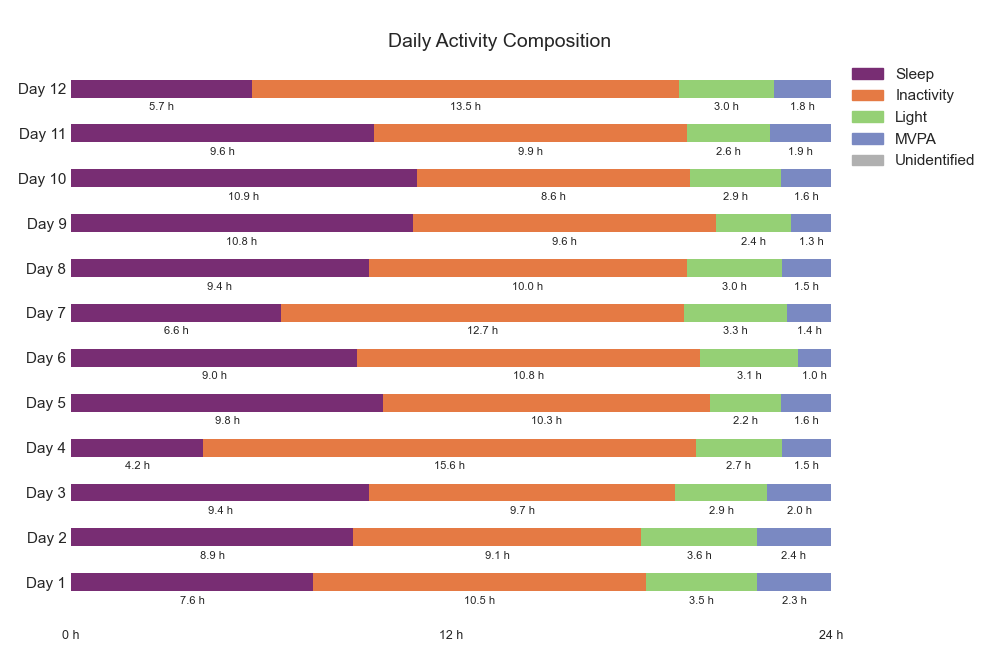 Daily Activity Composition
Sleep
Inactivity
Light
MVPA
Unidentified
Day 12
5.7 h 13.5 h 3.0 h 1.8 h
Day 11
9.6 h 9.9 h 2.6 h 1.9 h
Day 10
10.9 h 8.6 h 2.9 h 1.6 h
Day 9
10.8 h 9.6 h 2.4 h 1.3 h
Day 8
9.4 h 10.0 h 3.0 h 1.5 h
Day 7
6.6 h 12.7 h 3.3 h 1.4 h
Day 6
9.0 h 10.8 h 3.1 h 1.0 h
Day 5
9.8 h 10.3 h 2.2 h 1.6 h
Day 4
4.2 h 15.6 h 2.7 h 1.5 h
Day 3
9.4 h 9.7 h 2.9 h 2.0 h
Day 2
8.9 h 9.1 h 3.6 h 2.4 h
Day 1
7.6 h 10.5 h 3.5 h 2.3 h
0 h 12 h 24 h